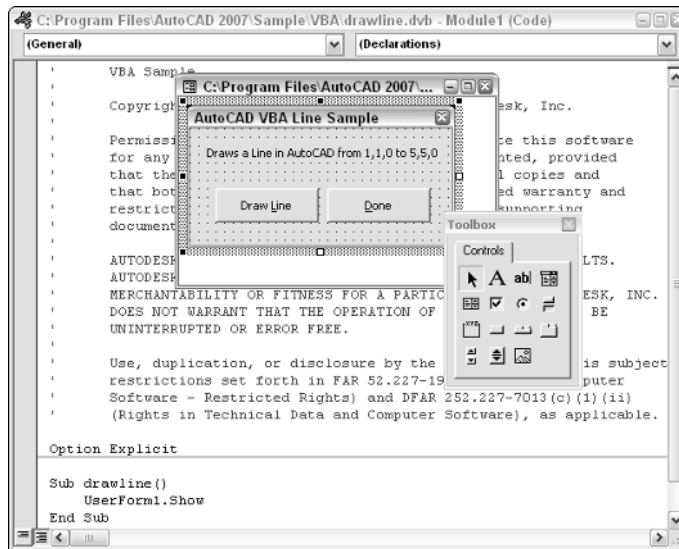 C:\Program Files\AutoCAD 2007\Sample\VBA\drawline.dvb - Module1 (Code)
(General)
(Declarations)
' VBA Sample
'
' Copyrig esk, Inc.
'
' Permiss te this software
' for any nted, provided
' that the l copies and
' that bot ed warranty and
' restrict supporting
' document
'
' AUTODESK LTS.
' AUTODESK
' MERCHANTABILITY OR FITNESS FOR A PARTIC ESK, INC.
' DOES NOT WARRANT THAT THE OPERATION OF BE
' UNINTERRUPTED OR ERROR FREE.
'
' Use, duplication, or disclosure by the is subject
' restrictions set forth in FAR 52.227-19 puter
' Software - Restricted Rights) and DFAR 252.227-7013(c)(1)(ii)
' (Rights in Technical Data and Computer Software), as applicable.
'
Option Explicit
Sub drawline()
UserForm1.Show
End Sub
C:\Program Files\AutoCAD 2007\...
AutoCAD VBA Line Sample
Draws a Line in AutoCAD from 1,1,0 to 5,5,0
Draw Line
Done
Toolbox
Controls
A
ab|
XYZ